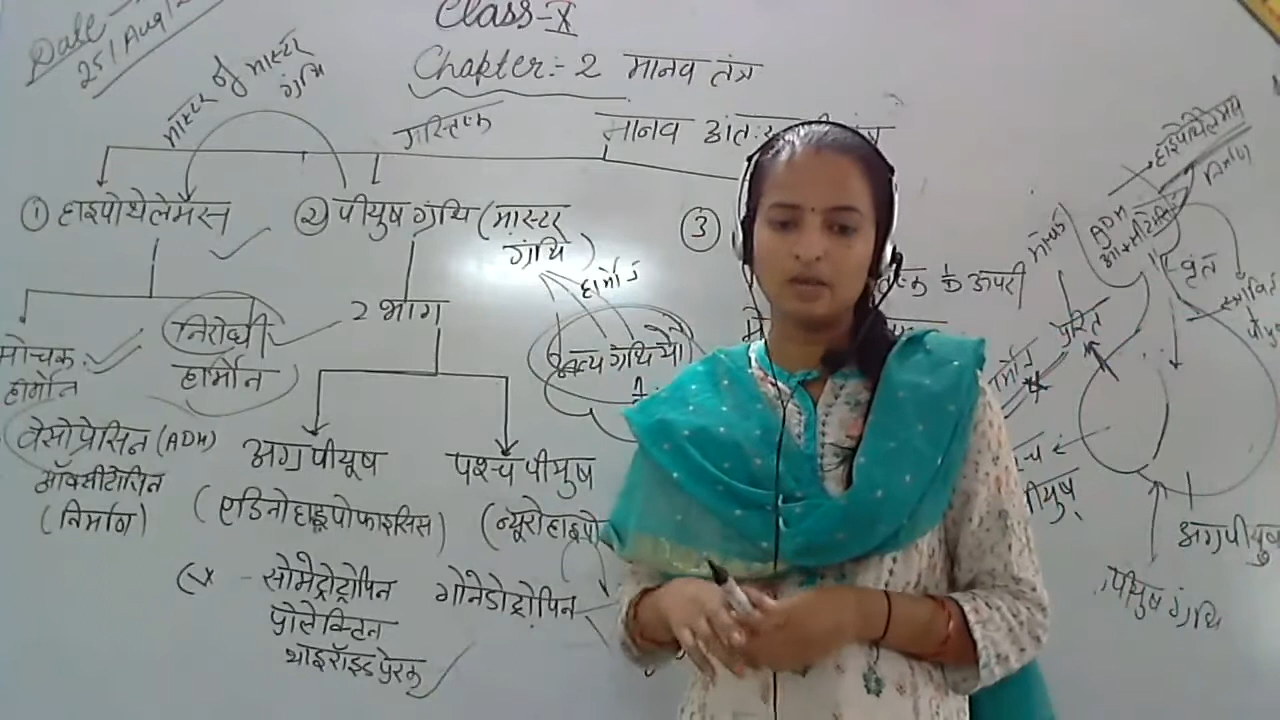 Date
25/Aug/2
Class-X
Chapter:-2 मानव तंत्र
मास्टर ऑफ मास्टर
ग्रंथि
मस्तिष्क
मानव अंतः
① हाइपोथेलेमस
② पीयुष ग्रंथि (मास्टर
ग्रंथि)
③
हार्मोन
2 भाग
मोचक
हार्मोन
निरोधी
हार्मोन
अन्य ग्रंथियों
वेसोप्रेसिन (ADH)
ऑक्सीटोसिन
(निर्माण)
अग्रपीयूष
(एडिनोहाइपोफाइसिस)
पश्च पीयुष
(न्यूरोहाइपो
सोमेट्रोट्रोपिन
प्रोलेक्टिन
थाइरॉइड प्रेरक
गोनेडोट्रोपिन
के ऊपरी
हाइपोथेलेमस
निर्माण
ADH
वृंत
पीयुष
अग्रपीयुष
पीयुष ग्रंथि